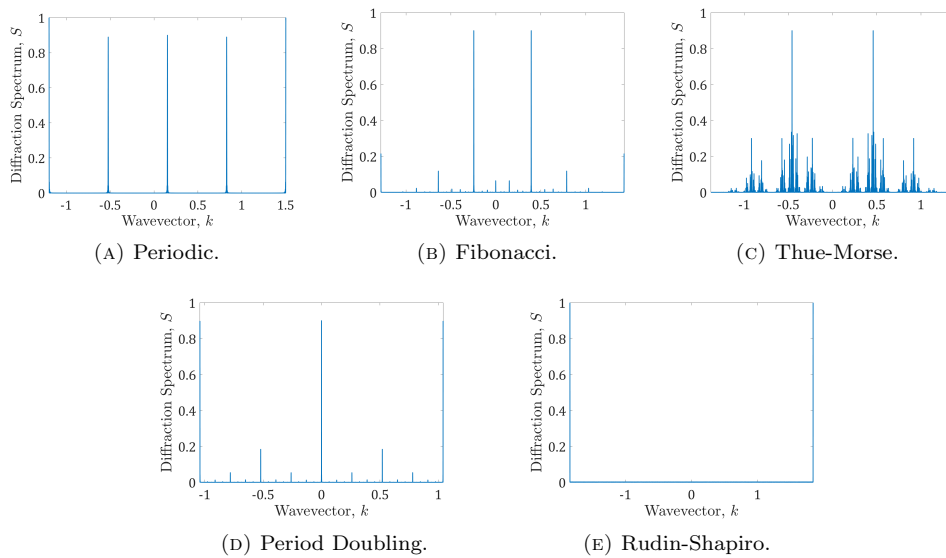 Diffraction Spectrum, S
1
0.8
0.6
0.4
0.2
0
-1 -0.5 0 0.5 1 1.5
Wavevector, k
(A) Periodic.
Diffraction Spectrum, S
1
0.8
0.6
0.4
0.2
0
-1 -0.5 0 0.5 1
Wavevector, k
(B) Fibonacci.
Diffraction Spectrum, S
1
0.8
0.6
0.4
0.2
0
-1 -0.5 0 0.5 1
Wavevector, k
(C) Thue-Morse.
Diffraction Spectrum, S
1
0.8
0.6
0.4
0.2
0
-1 -0.5 0 0.5 1
Wavevector, k
(D) Period Doubling.
Diffraction Spectrum, S
1
0.8
0.6
0.4
0.2
0
-1 0 1
Wavevector, k
(E) Rudin-Shapiro.